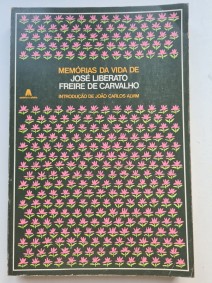 MEMÓRIAS DA VIDA DE
JOSÉ LIBERATO
FREIRE DE CARVALHO
INTRODUÇÃO DE JOÃO CARLOS ALVIM